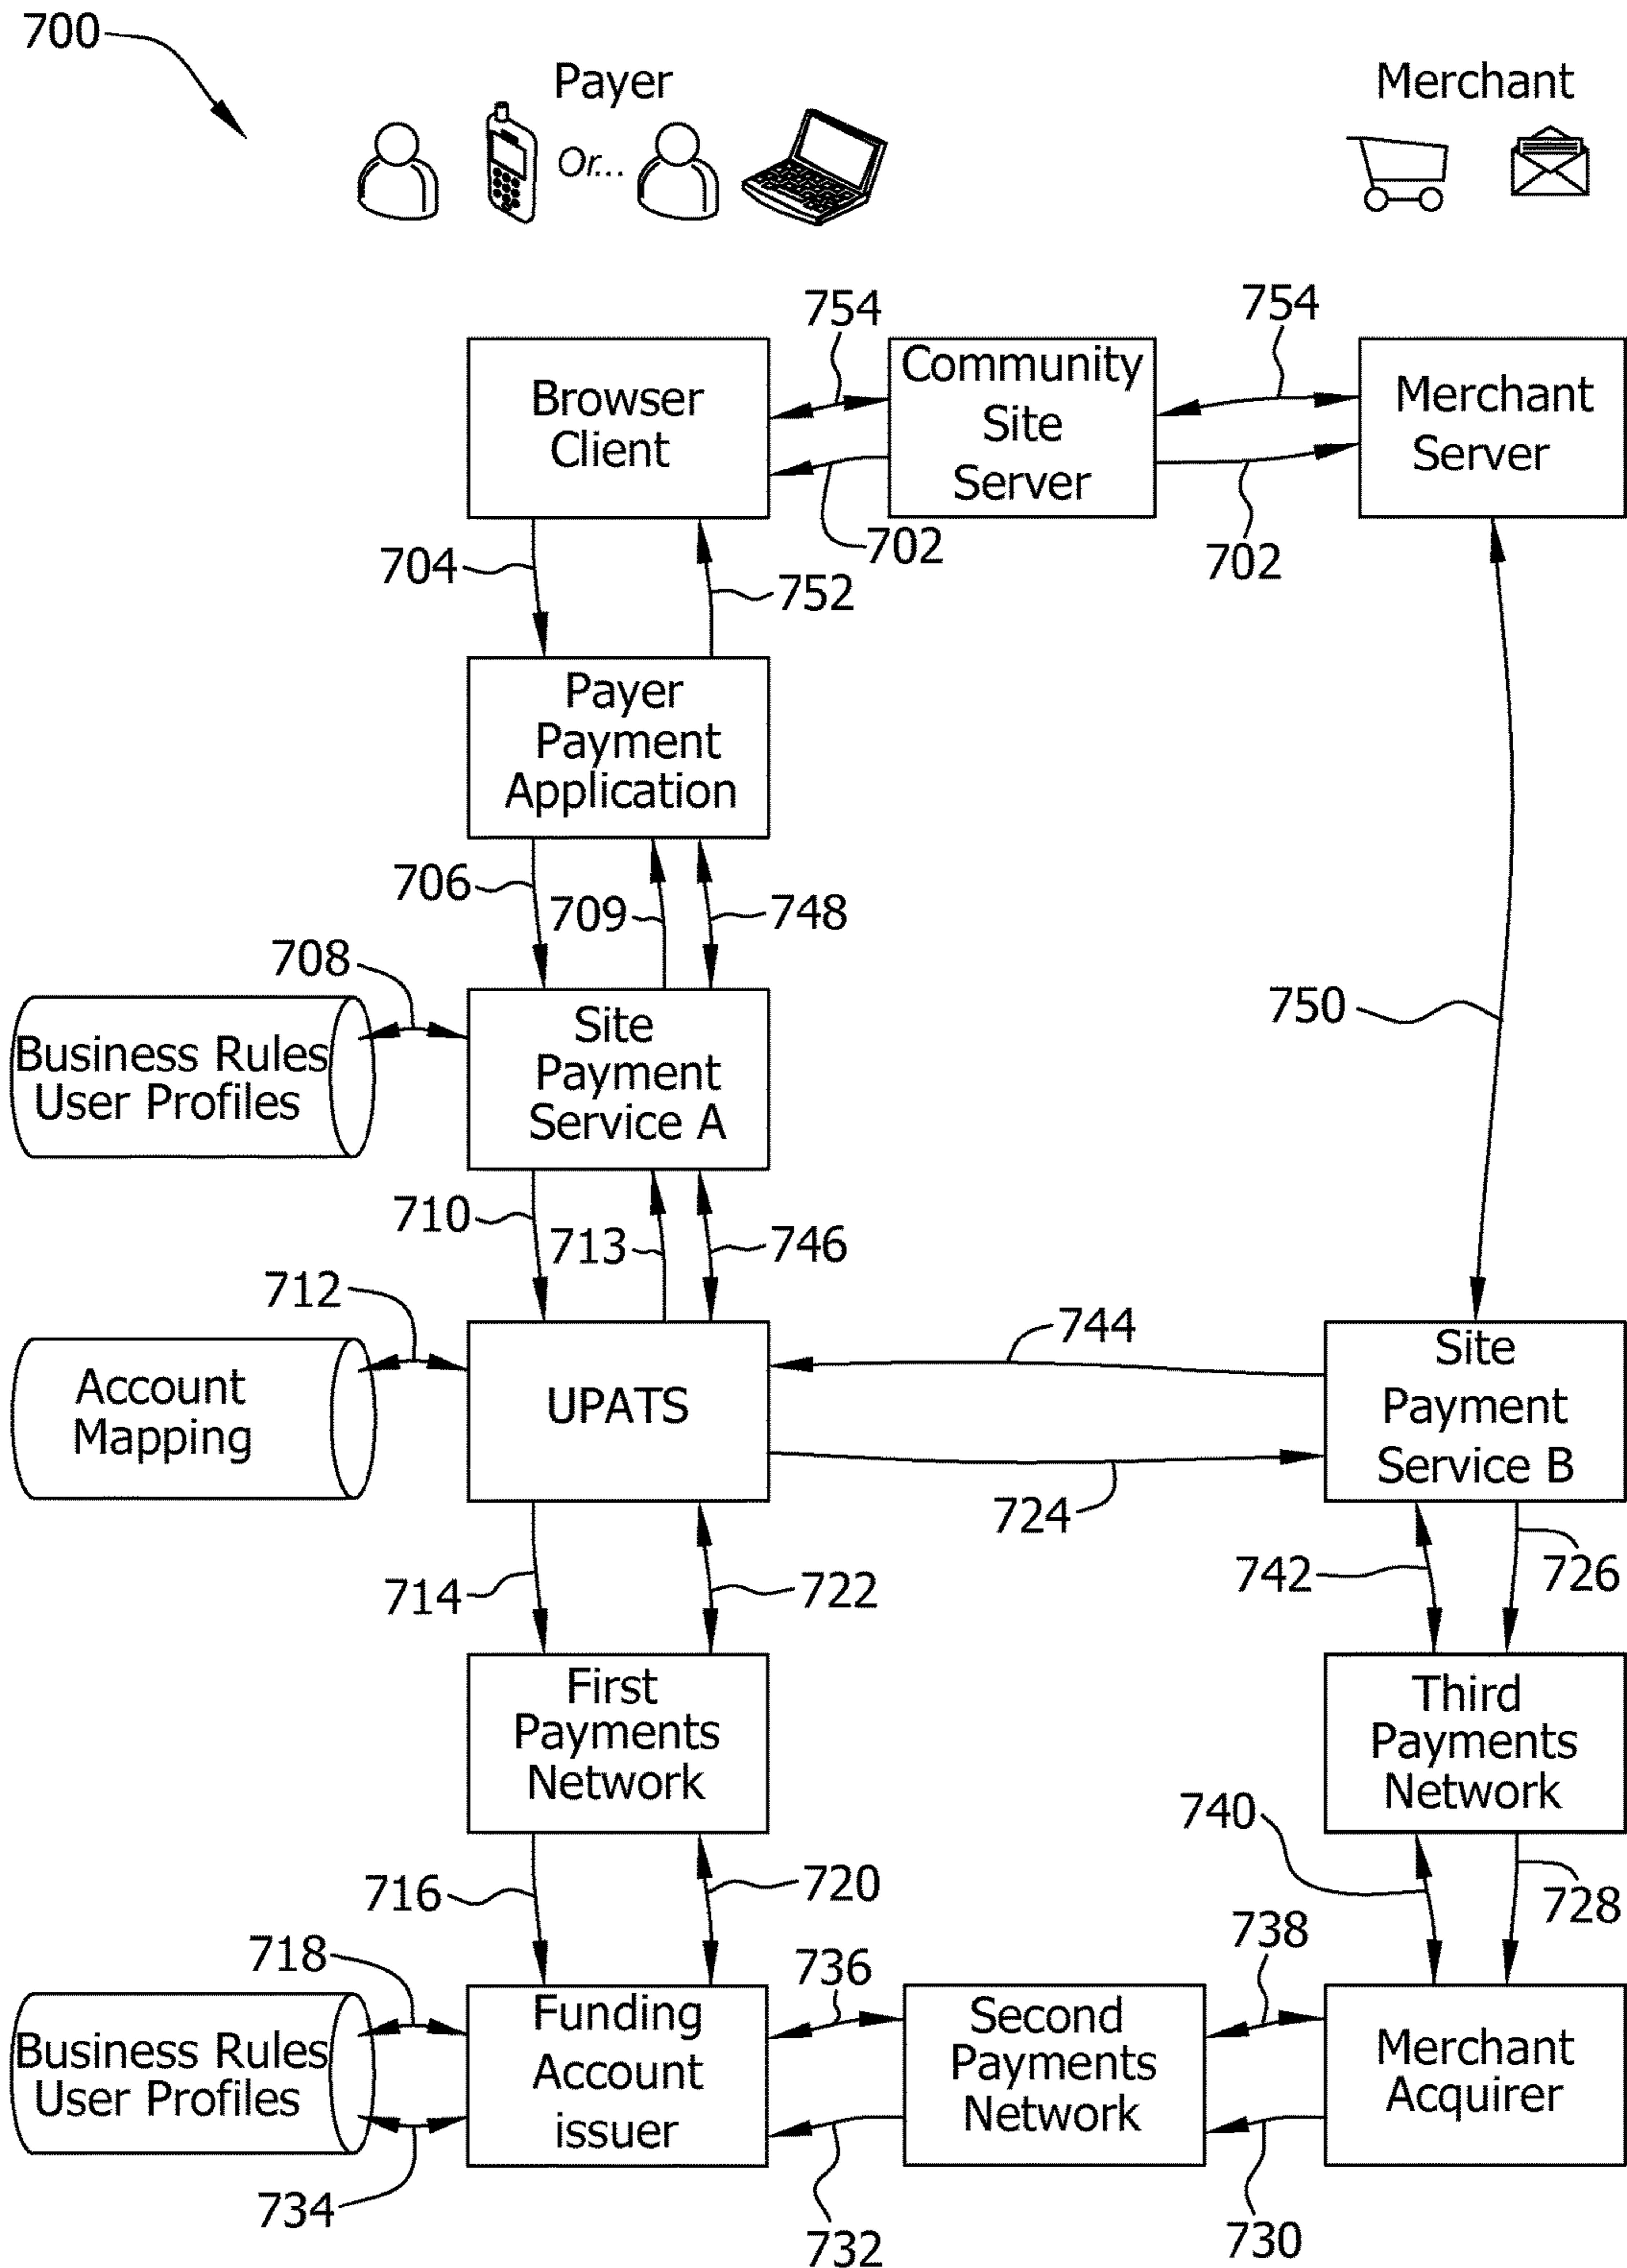 700
Payer
Merchant
Or...
754
754
Browser
Client
Community
Site
Server
Merchant
Server
702
702
704
752
Payer
Payment
Application
706
709
748
708
750
Business Rules
User Profiles
Site
Payment
Service A
710
713
746
712
744
Account
Mapping
UPATS
Site
Payment
Service B
724
714
722
742
726
First
Payments
Network
Third
Payments
Network
740
716
720
728
718
736
738
Business Rules
User Profiles
Funding
Account
issuer
Second
Payments
Network
Merchant
Acquirer
734
732
730